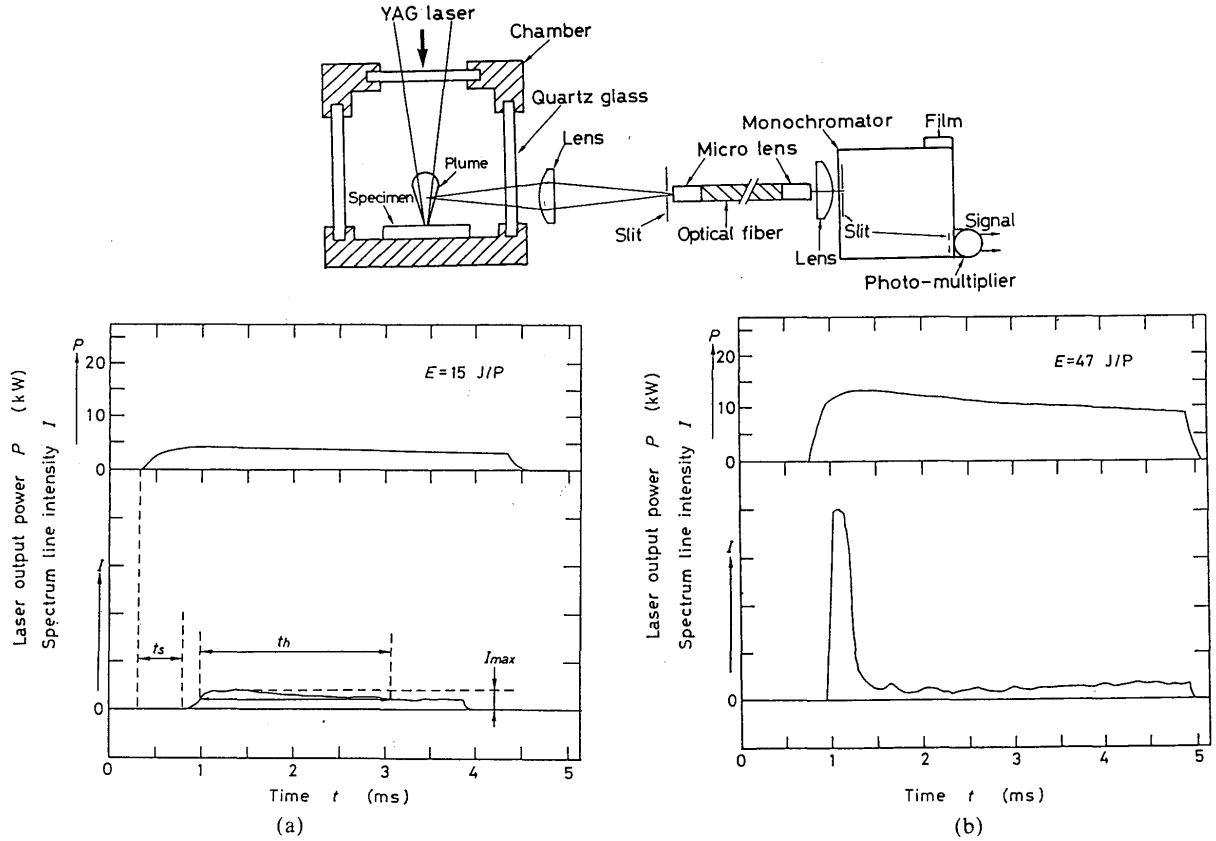 YAG laser
Chamber
Quartz glass
Lens
Plume
Specimen
Slit
Micro lens
Optical fiber
Lens
Monochromator
Film
Slit
Signal
Photo-multiplier
Laser output power P (kW)
Spectrum line intensity I
P
20
10
0
E=15 J/P
I
0
ts
th
Imax
0 1 2 3 4 5
Time t (ms)
(a)
Laser output power P (kW)
Spectrum line intensity I
P
20
10
0
E=47 J/P
I
0
0 1 2 3 4 5
Time t (ms)
(b)